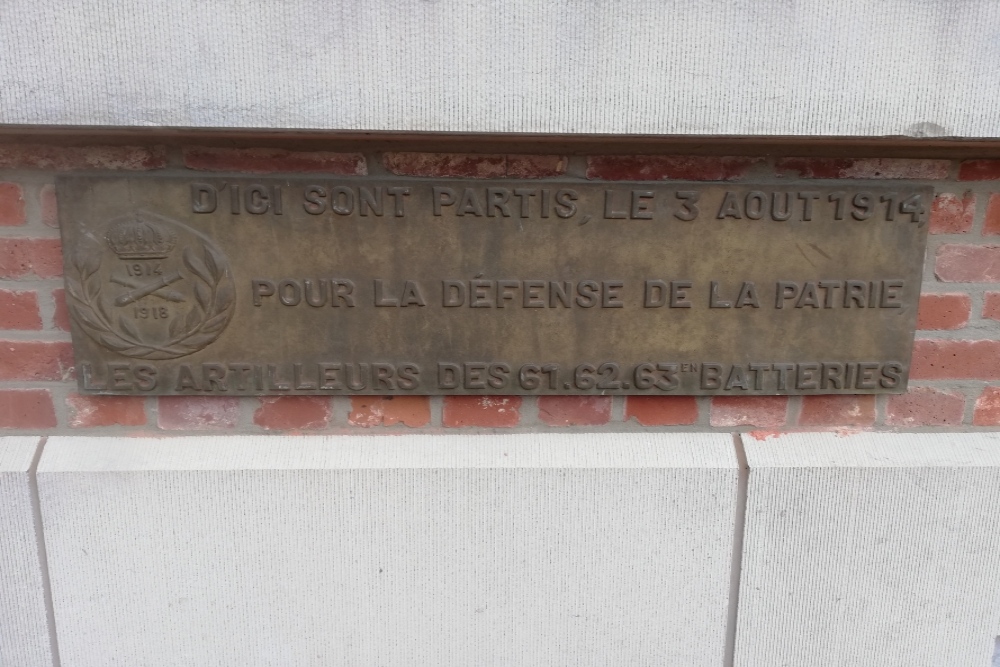 D'ICI SONT PARTIS, LE 3 AOUT 1914,
1914
1918
POUR LA DÉFENSE DE LA PATRIE,
LES ARTILLEURS DES 61.62.63EN BATTERIES